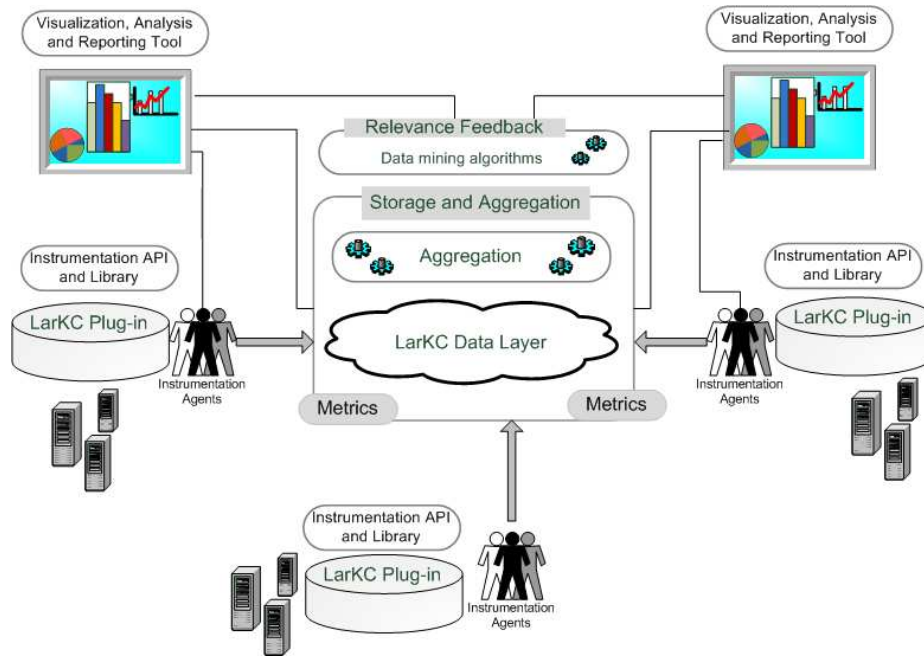 Visualization, Analysis
and Reporting Tool
Visualization, Analysis
and Reporting Tool
Relevance Feedback
Data mining algorithms
Storage and Aggregation
Aggregation
Instrumentation API
and Library
LarKC Plug-in
Instrumentation
Agents
LarKC Data Layer
Metrics
Metrics
Instrumentation API
and Library
LarKC Plug-in
Instrumentation
Agents
Instrumentation API
and Library
LarKC Plug-in
Instrumentation
Agents